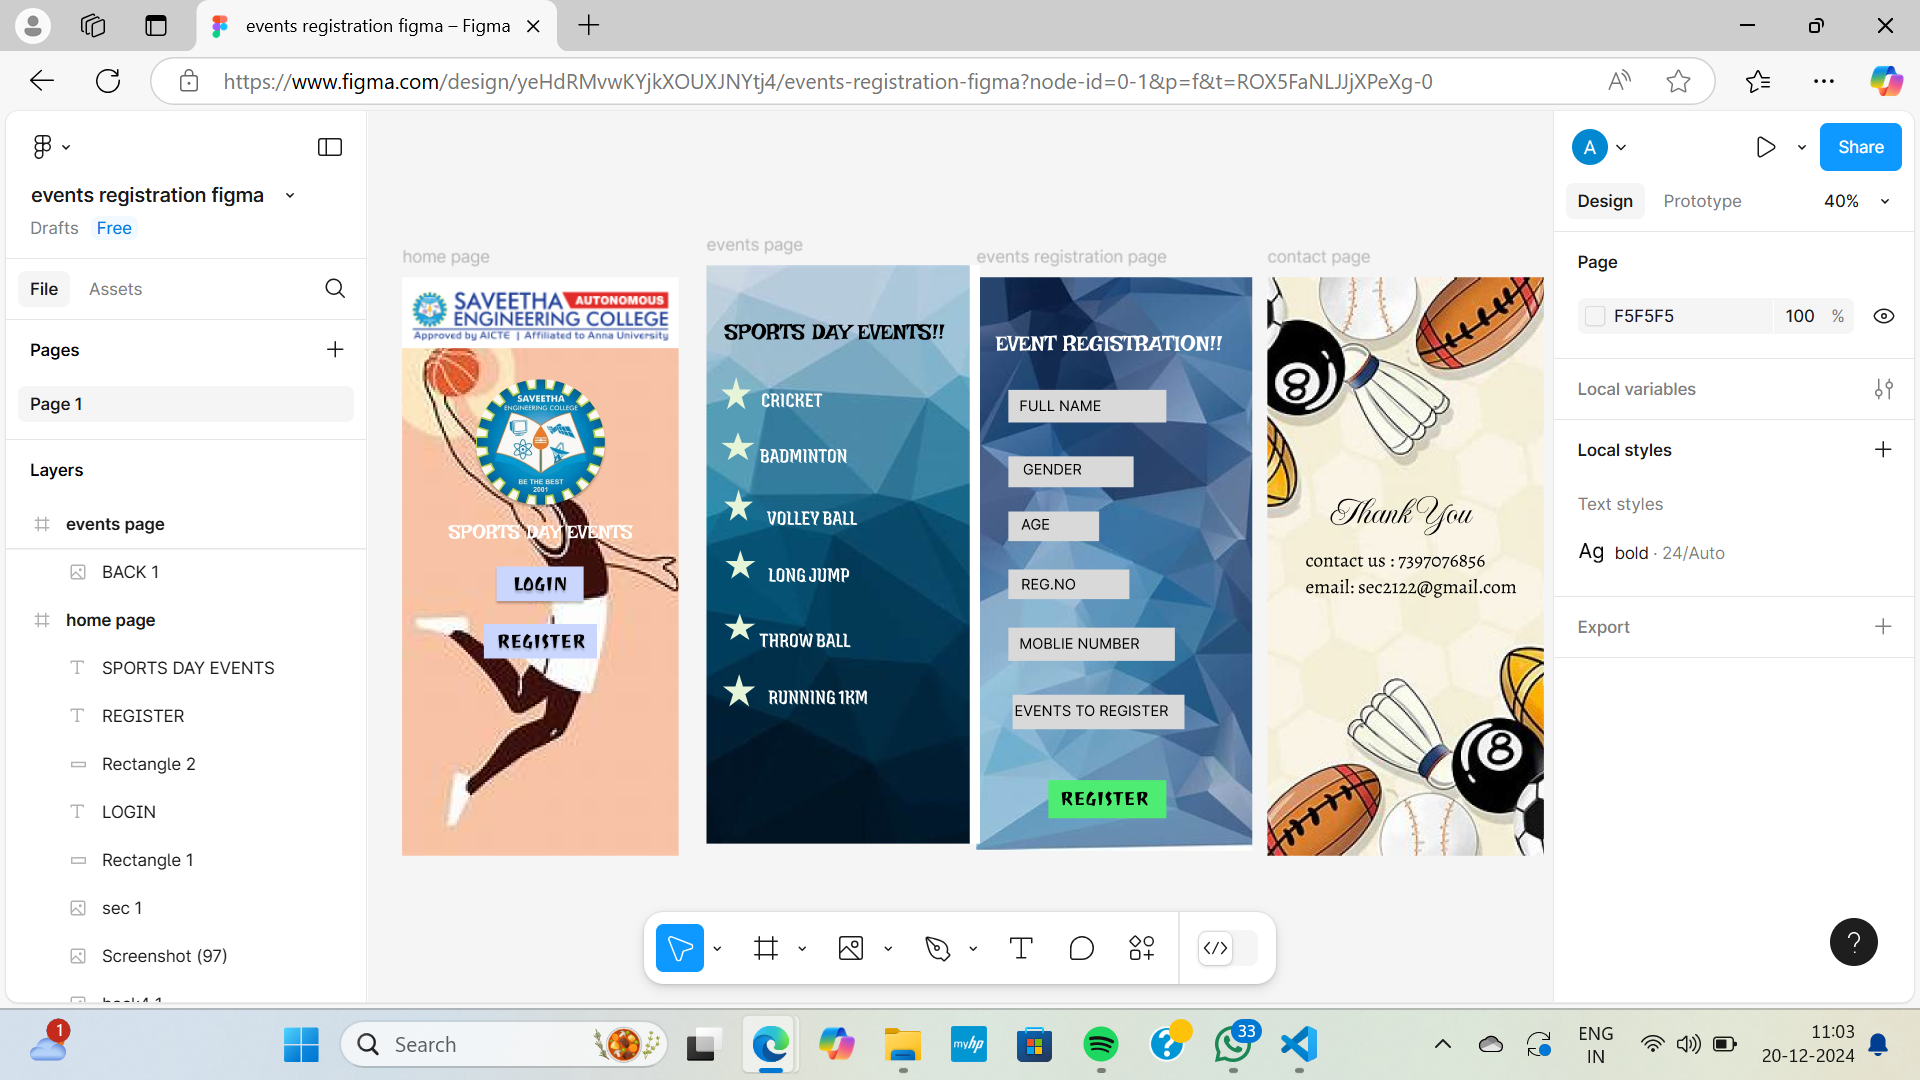 events registration figma – Figma
https://www.figma.com/design/yeHdRMvwKYjkXOUXJNYtj4/events-registration-figma?node-id=0-1&p=f&t=ROX5FaNLJJjXPeXg-0
events registration figma
Drafts Free
File Assets
Pages
Page 1
Layers
events page
BACK 1
home page
SPORTS DAY EVENTS
REGISTER
Rectangle 2
LOGIN
Rectangle 1
sec 1
Screenshot (97)
home page
SAVEETHA AUTONOMOUS
ENGINEERING COLLEGE
Approved by AICTE | Affiliated to Anna University
SAVEETHA
ENGINEERING COLLEGE
BE THE BEST
2001
SPORTS DAY EVENTS
LOGIN
REGISTER
events page
SPORTS DAY EVENTS!!
CRICKET
BADMINTON
VOLLEY BALL
LONG JUMP
THROW BALL
RUNNING 1KM
events registration page
EVENT REGISTRATION!!
FULL NAME
GENDER
AGE
REG.NO
MOBLIE NUMBER
EVENTS TO REGISTER
REGISTER
contact page
8
Thank You
contact us : 7397076856
email: sec2122@gmail.com
8
A
Share
Design Prototype 40%
Page
F5F5F5 100 %
Local variables
Local styles
Text styles
Ag bold · 24/Auto
Export
?
1
Search
myhp
?
33
ENG
IN
11:03
20-12-2024